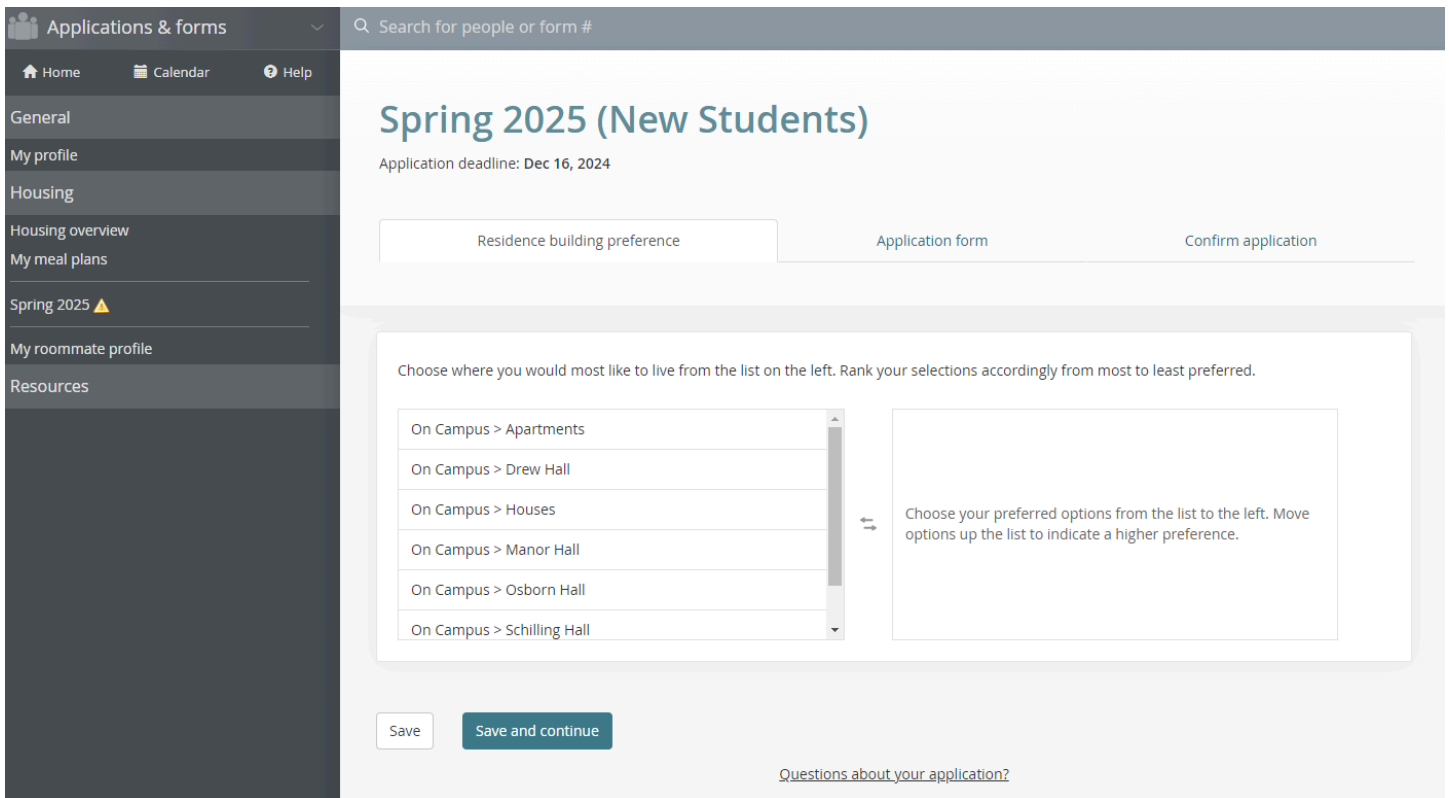 Applications & forms
Search for people or form #
Home
Calendar
Help
General
My profile
Housing
Housing overview
My meal plans
Spring 2025
My roommate profile
Resources
Spring 2025 (New Students)
Application deadline: Dec 16, 2024
Residence building preference
Application form
Confirm application
Choose where you would most like to live from the list on the left. Rank your selections accordingly from most to least preferred.
On Campus > Apartments
On Campus > Drew Hall
On Campus > Houses
On Campus > Manor Hall
On Campus > Osborn Hall
On Campus > Schilling Hall
Choose your preferred options from the list to the left. Move
options up the list to indicate a higher preference.
Save
Save and continue
Questions about your application?